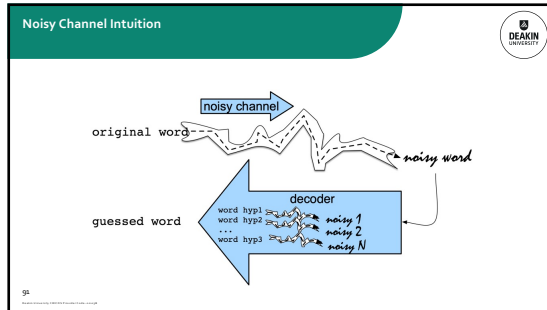 Noisy Channel Intuition
DEAKIN
UNIVERSITY
noisy channel
original word
noisy word
decoder
word hyp1 noisy 1
word hyp2 noisy 2
...
word hyp3 noisy N
guessed word
91